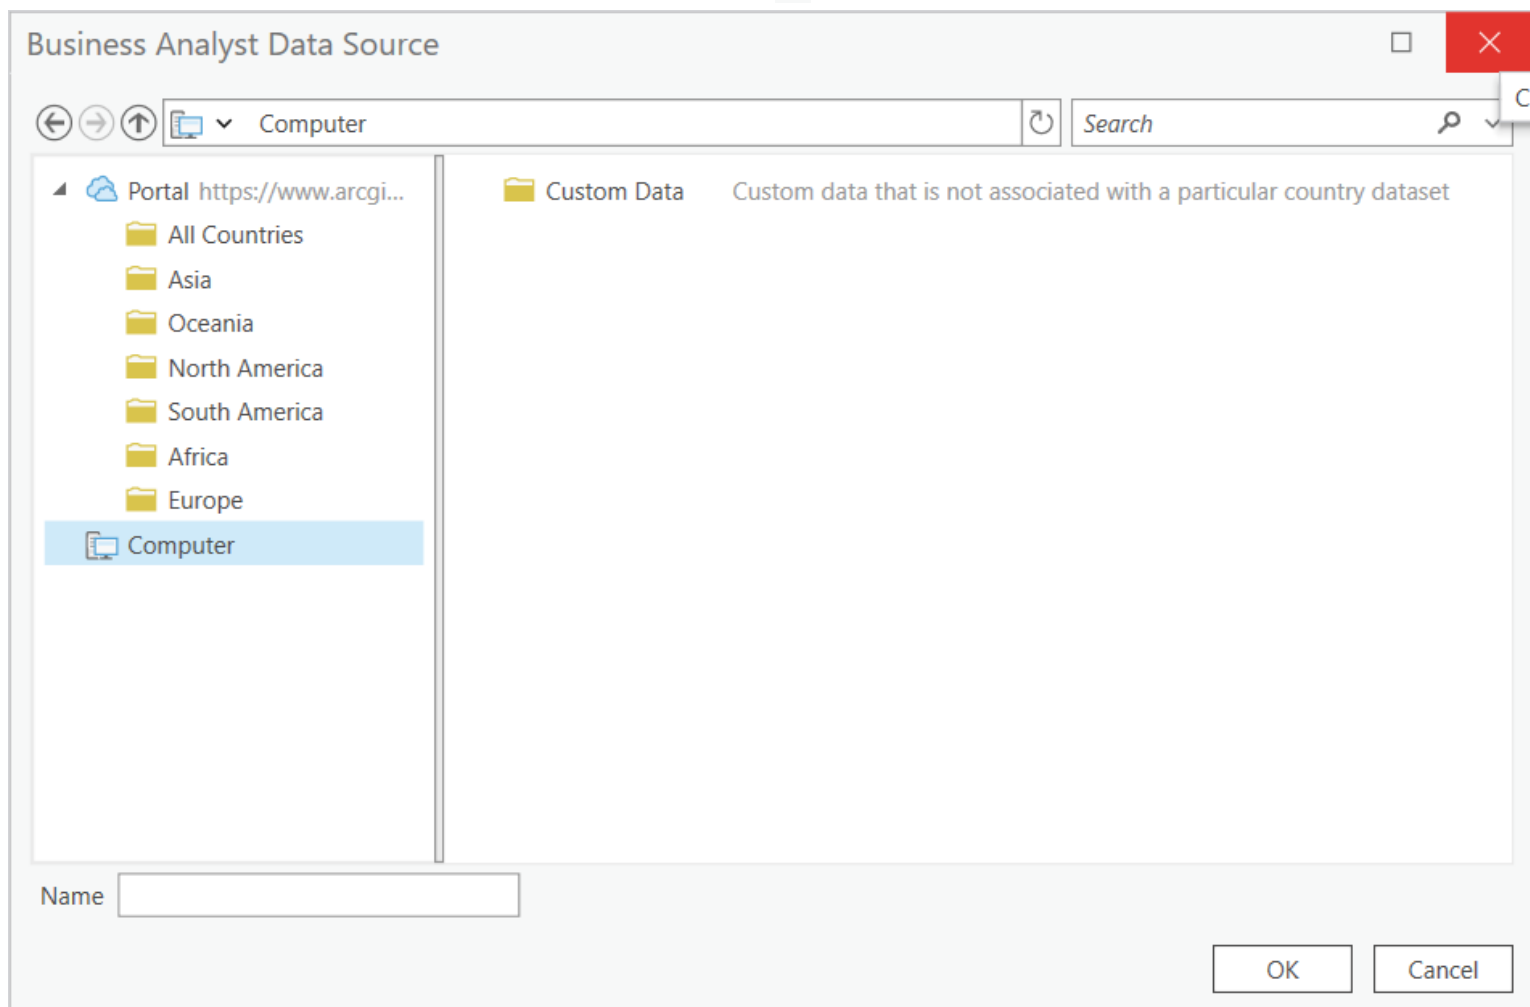 Business Analyst Data Source
C
Computer
Search
Portal https://www.arcgi...
Custom Data Custom data that is not associated with a particular country dataset
All Countries
Asia
Oceania
North America
South America
Africa
Europe
Computer
Name
OK Cancel